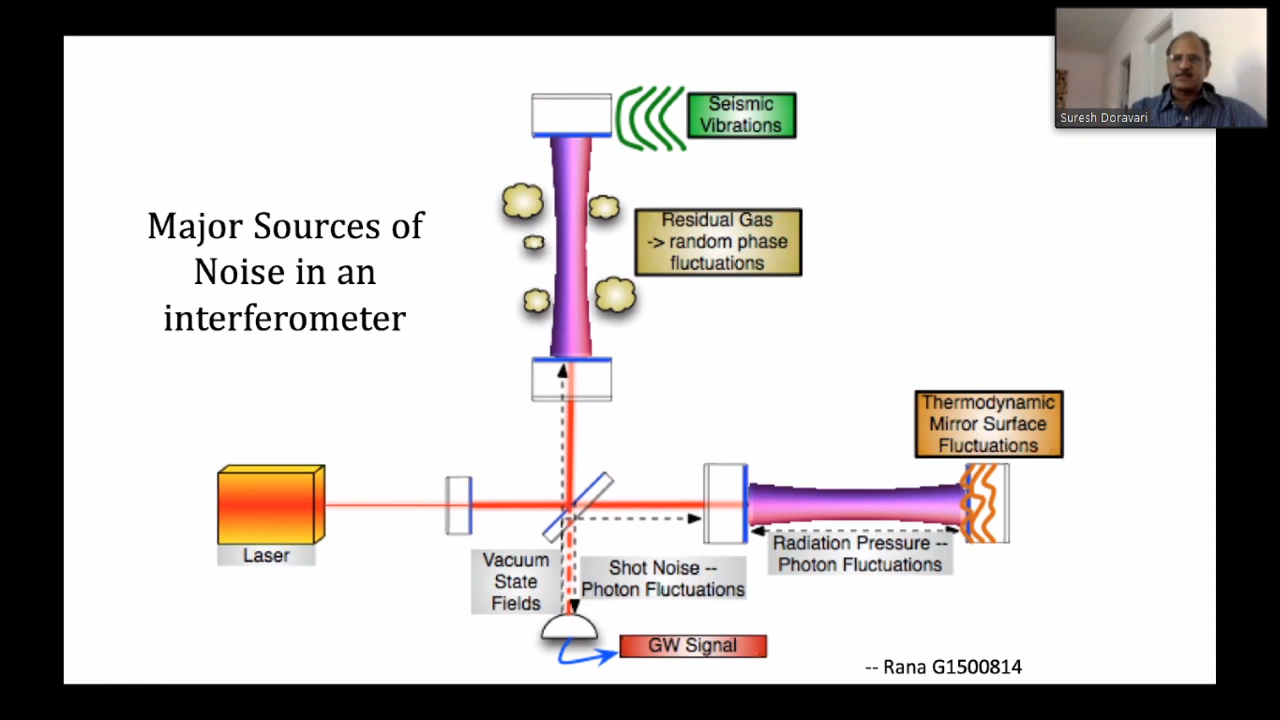 Suresh Doravari
Seismic
Vibrations
Major Sources of
Noise in an
interferometer
Residual Gas
-> random phase
fluctuations
Thermodynamic
Mirror Surface
Fluctuations
Laser
Vacuum
State
Fields
Shot Noise --
Photon Fluctuations
Radiation Pressure --
Photon Fluctuations
GW Signal
-- Rana G1500814